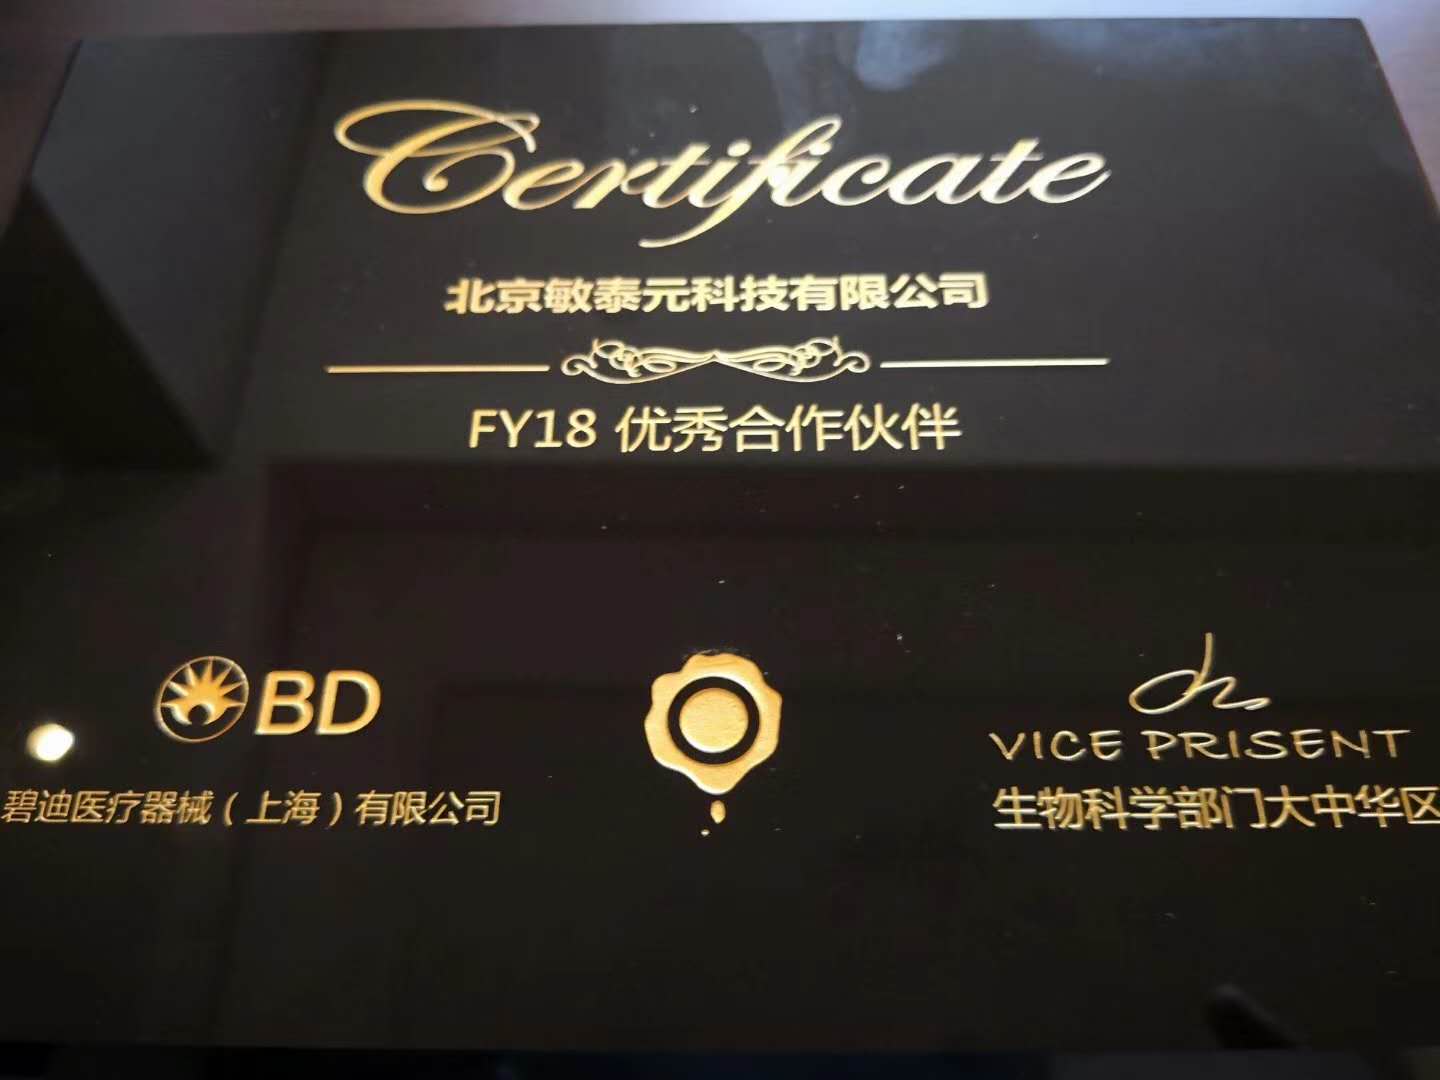 Certificate
北京敏泰元科技有限公司
FY18 优秀合作伙伴
BD
碧迪医疗器械（上海）有限公司
VICE PRISENT
生物科学部门大中华区